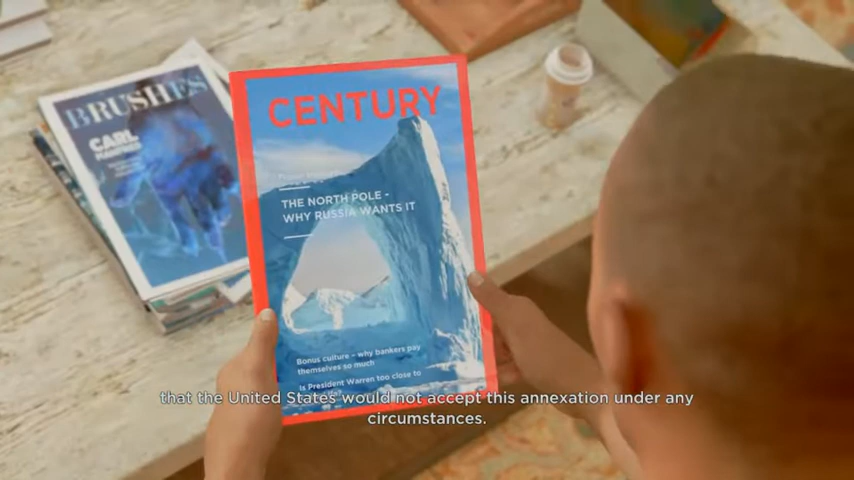 BRUSHES
CARL
MANFRED
CENTURY
THE NORTH POLE -
WHY RUSSIA WANTS IT
Bonus culture - why bankers pay
themselves so much
Is President Warren too close to
that the United States would not accept this annexation under any
circumstances.